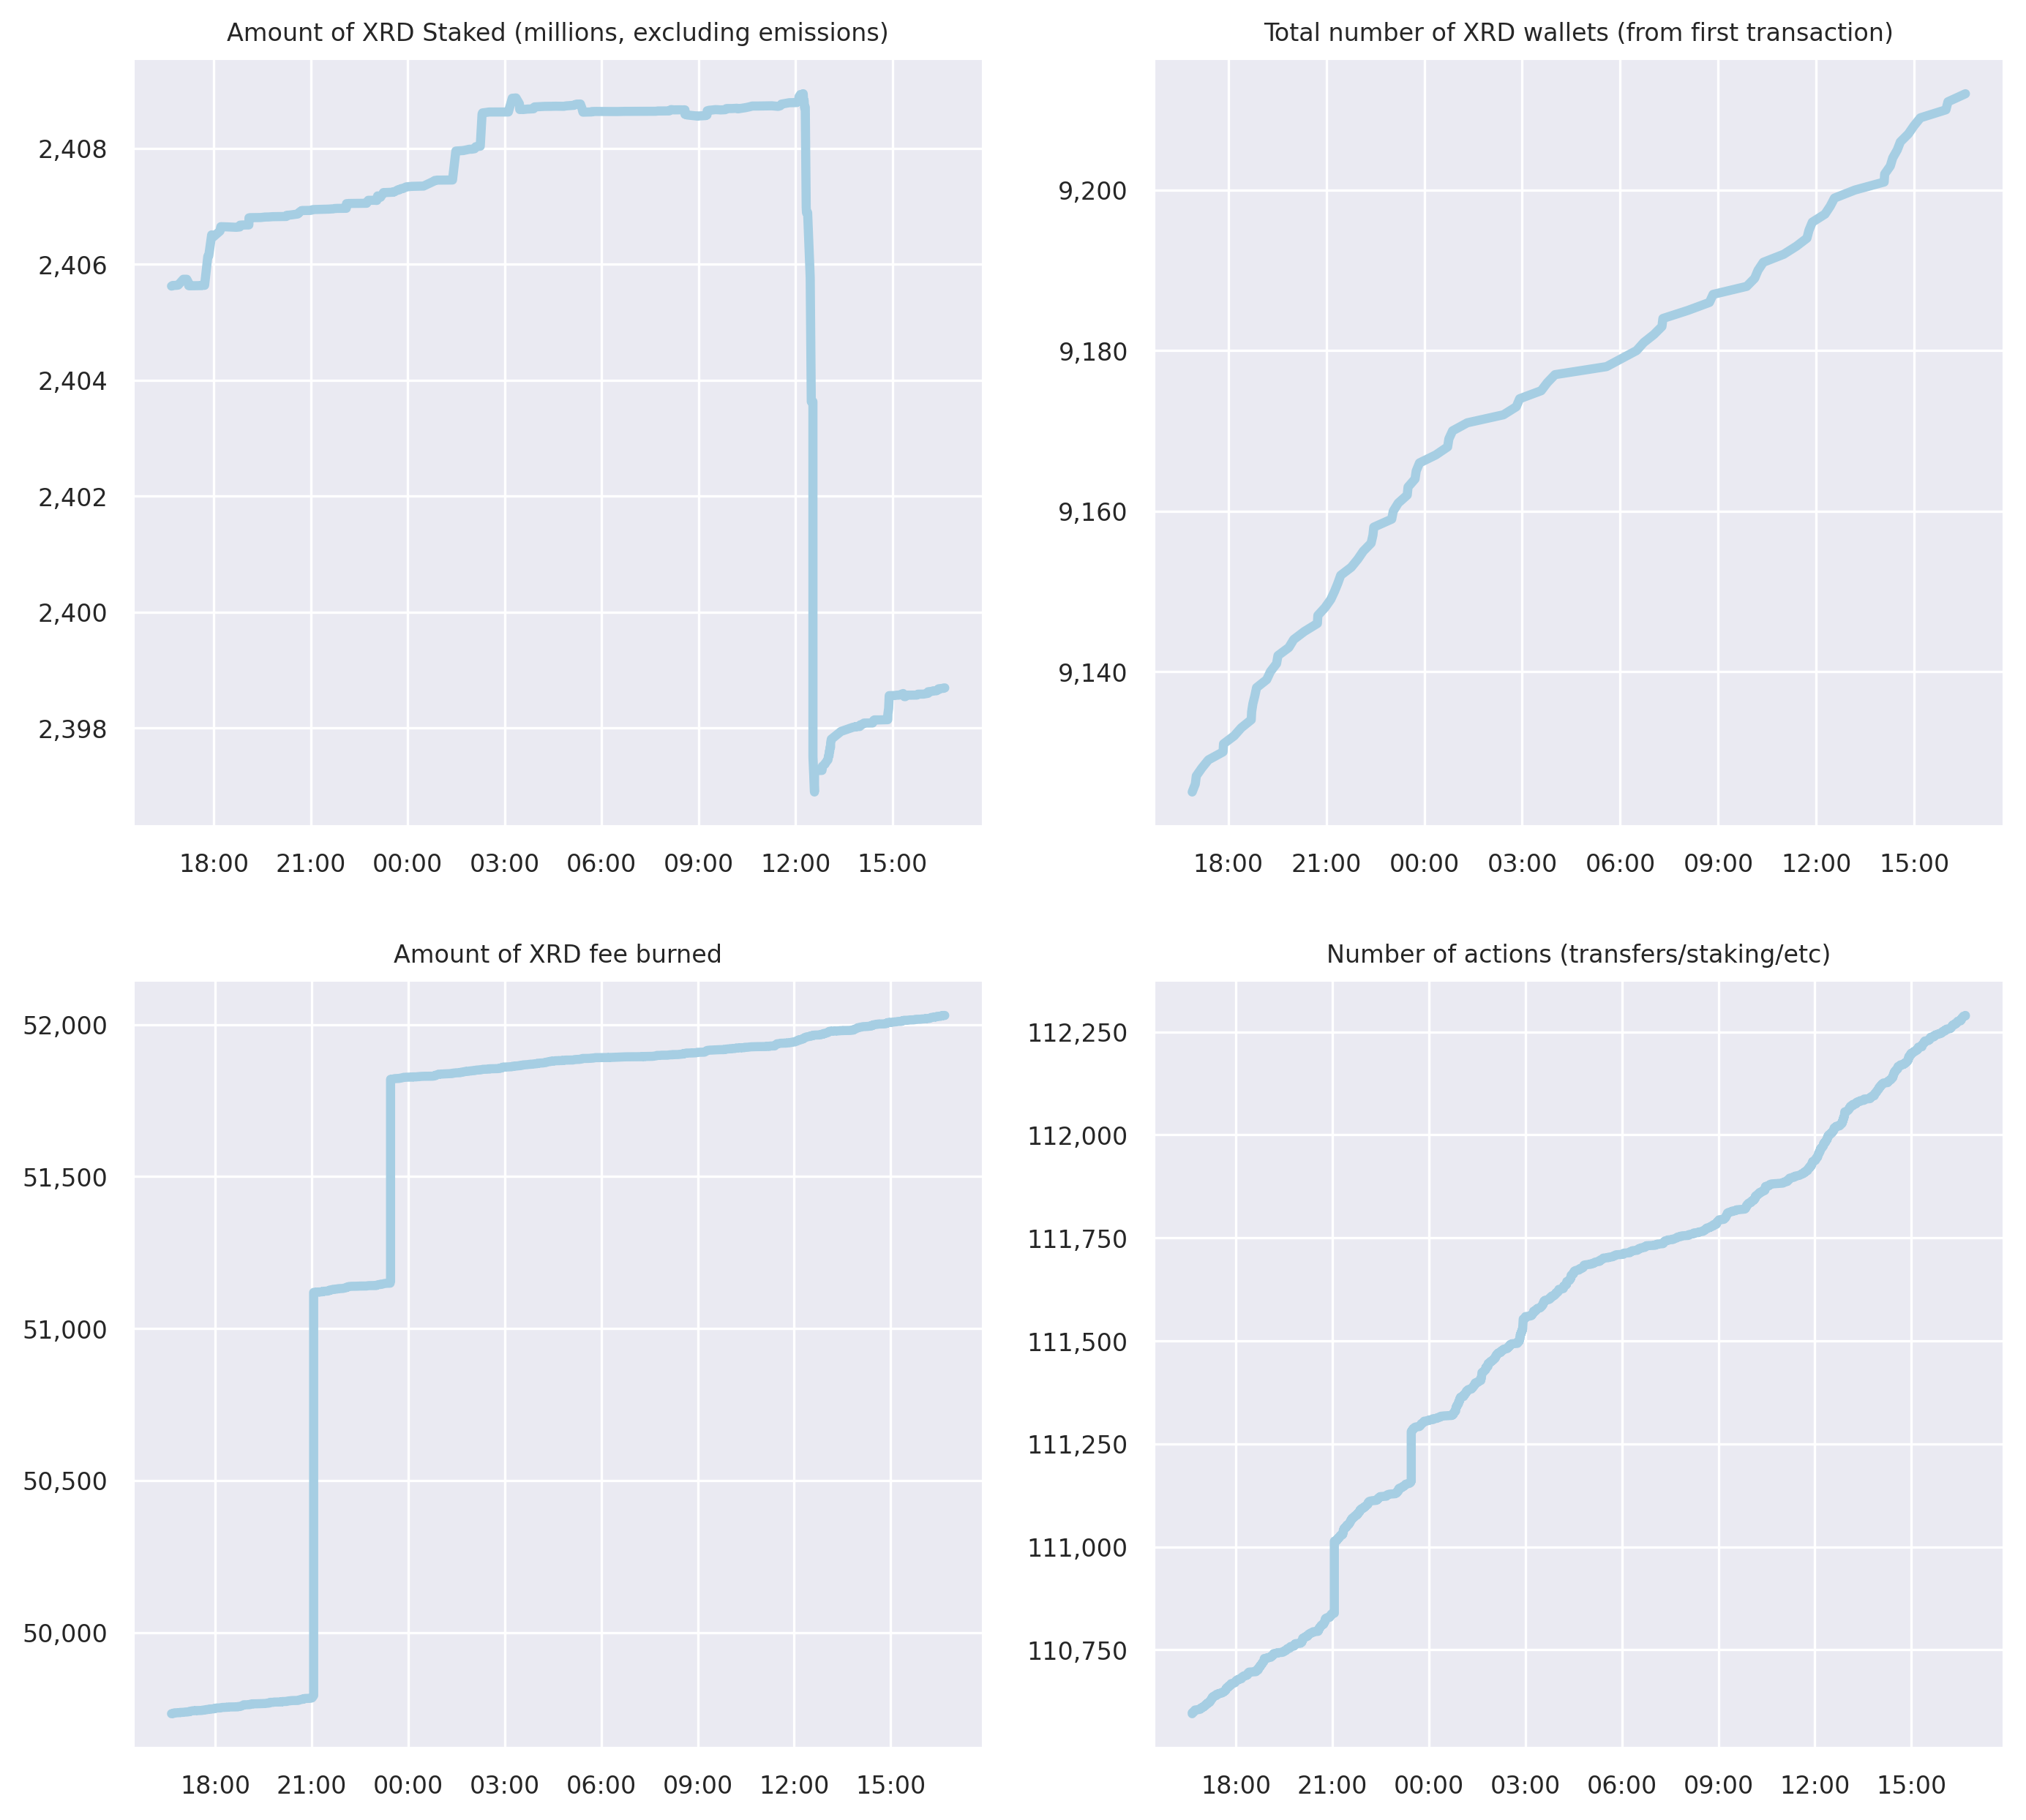 Amount of XRD Staked (millions, excluding emissions)
2,408
2,406
2,404
2,402
2,400
2,398
18:00 21:00 00:00 03:00 06:00 09:00 12:00 15:00
Total number of XRD wallets (from first transaction)
9,200
9,180
9,160
9,140
18:00 21:00 00:00 03:00 06:00 09:00 12:00 15:00
Amount of XRD fee burned
52,000
51,500
51,000
50,500
50,000
18:00 21:00 00:00 03:00 06:00 09:00 12:00 15:00
Number of actions (transfers/staking/etc)
112,250
112,000
111,750
111,500
111,250
111,000
110,750
18:00 21:00 00:00 03:00 06:00 09:00 12:00 15:00